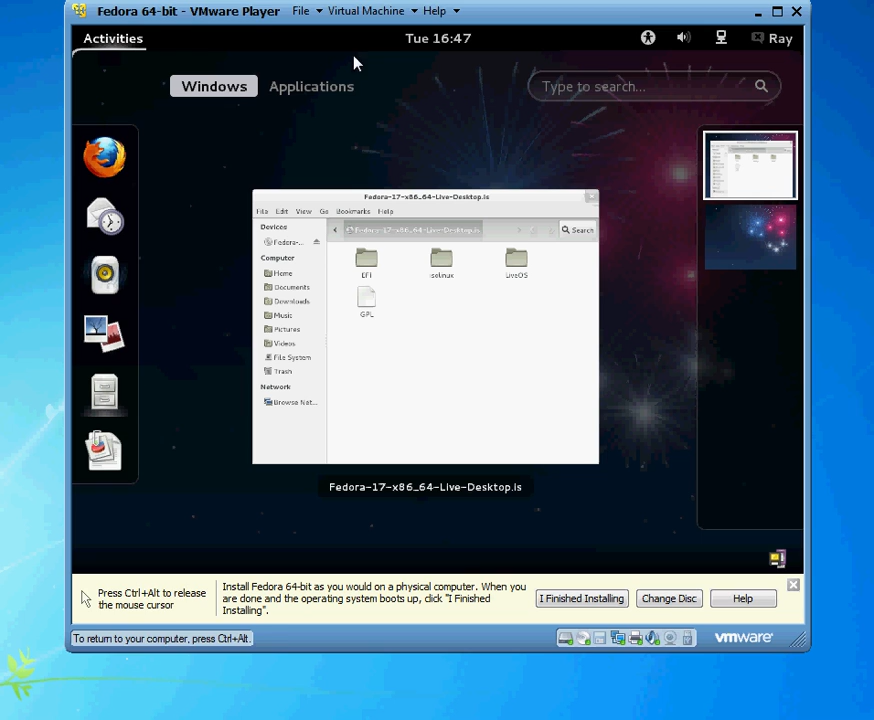 Fedora 64-bit - VMware Player File Virtual Machine Help
Activities Tue 16:47 Ray
Windows Applications Type to search...
Fedora-17-x86_64-Live-Desktop.is
File Edit View Go Bookmarks Help
Devices
Fedora-17-x86_64-Live-Desktop.is Search
Fedora-...
Computer
Home
EFI isolinux LiveOS
Documents
Downloads
Music
GPL
Pictures
Videos
File System
Trash
Network
Browse Net...
Fedora-17-x86_64-Live-Desktop.is
Press Ctrl+Alt to release
the mouse cursor
Install Fedora 64-bit as you would on a physical computer. When you
are done and the operating system boots up, click "I Finished
Installing".
I Finished Installing Change Disc Help
To return to your computer, press Ctrl+Alt.
vmware